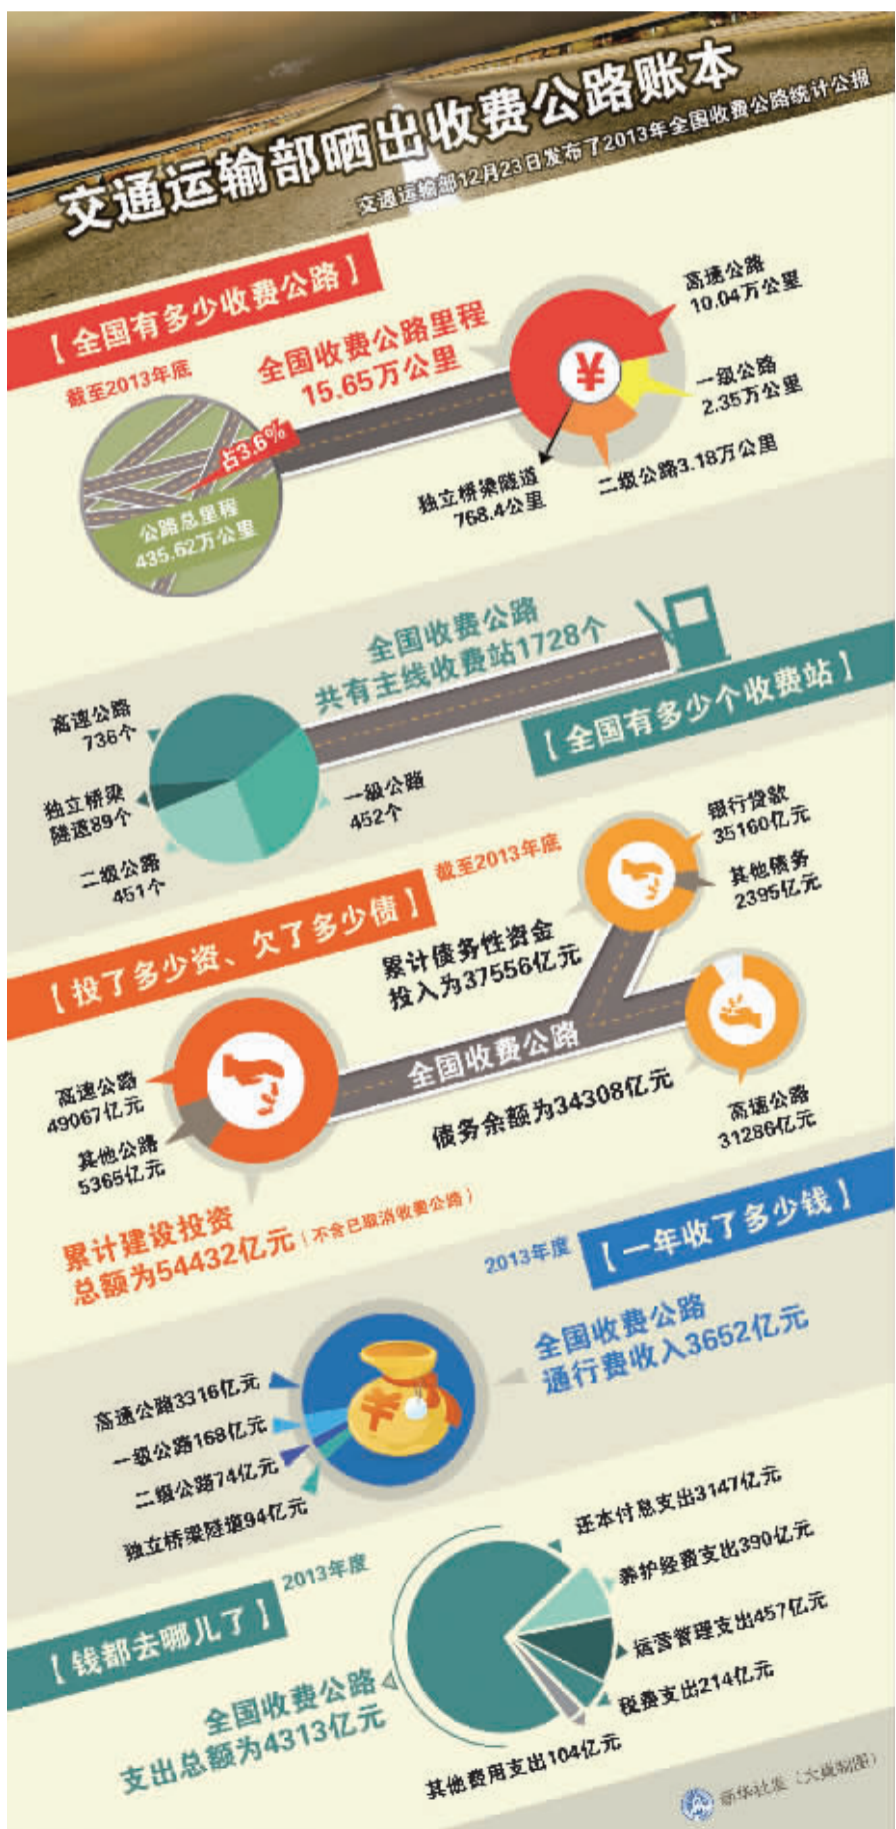 交通运输部晒出收费公路账本
交通运输部12月23日发布了2013年全国收费公路统计公报
【全国有多少收费公路】
截至2013年底
全国收费公路里程
15.65万公里
占3.6%
公路总里程
435.62万公里
¥
高速公路
10.04万公里
一级公路
2.35万公里
二级公路3.18万公里
独立桥梁隧道
768.4公里
全国收费公路
共有主线收费站1728个
【全国有多少个收费站】
高速公路
736个
独立桥梁
隧道89个
二级公路
451个
一级公路
452个
【投了多少资、欠了多少债】
截至2013年底
银行贷款
35160亿元
其他债务
2395亿元
累计债务性资金
投入为37556亿元
全国收费公路
债务余额为34308亿元
高速公路
31286亿元
高速公路
49067亿元
其他公路
5365亿元
累计建设投资
总额为54432亿元（不含已取消收费公路）
2013年度
【一年收了多少钱】
全国收费公路
通行费收入3652亿元
高速公路3316亿元
一级公路168亿元
二级公路74亿元
独立桥梁隧道94亿元
【钱都去哪儿了】
2013年度
全国收费公路
支出总额为4313亿元
还本付息支出3147亿元
养护经费支出390亿元
运营管理支出457亿元
税费支出214亿元
其他费用支出104亿元
新华社发